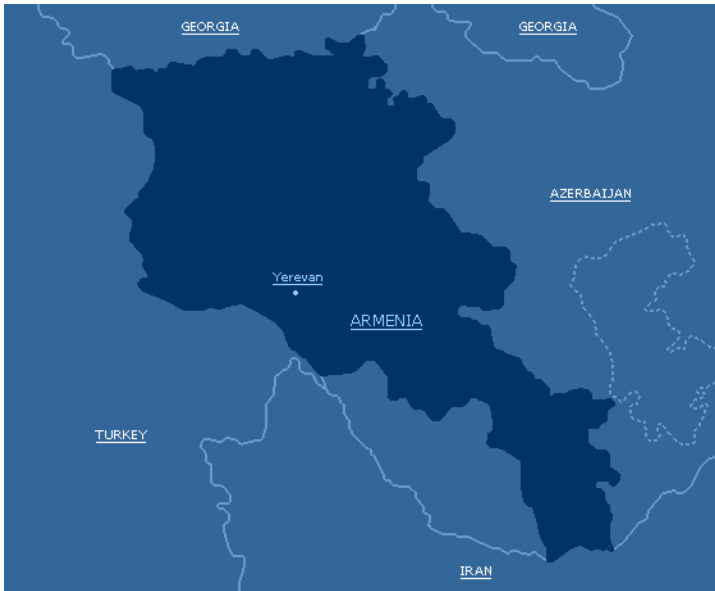 GEORGIA
GEORGIA
AZERBAIJAN
Yerevan
ARMENIA
TURKEY
IRAN